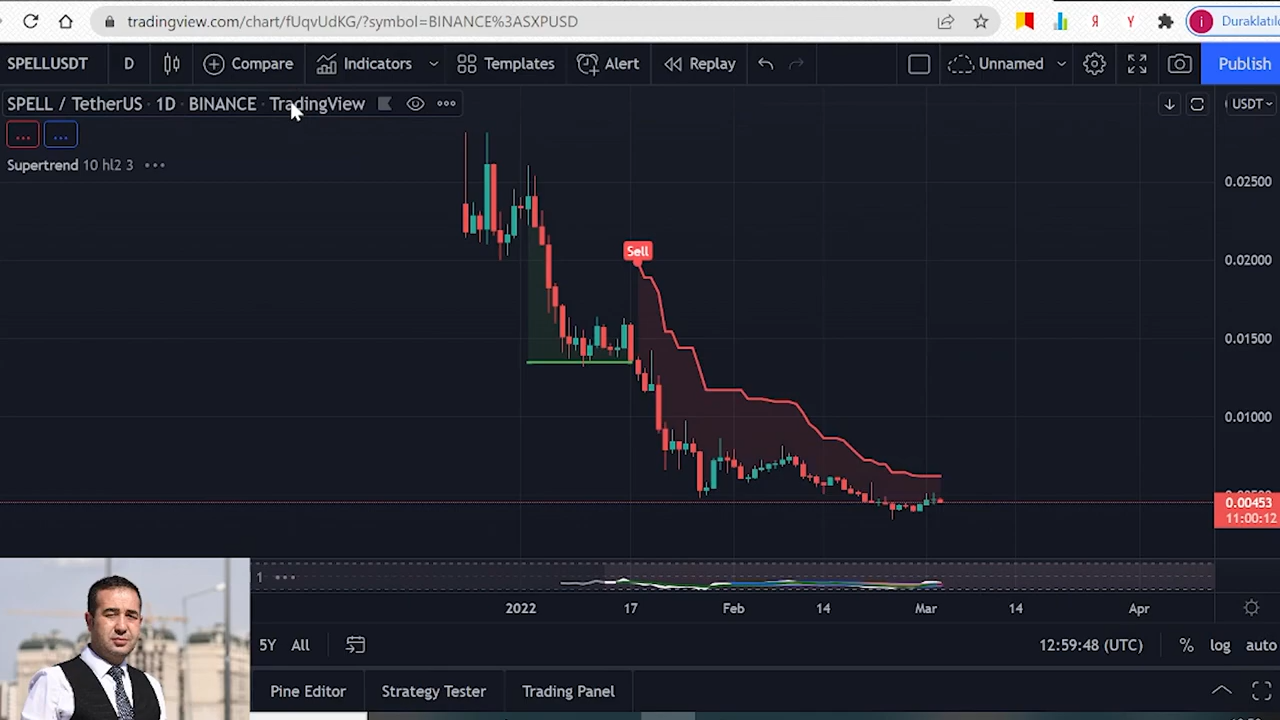 tradingview.com/chart/fUqvUdKG/?symbol=BINANCE%3ASXPUSD
Я
Y
i
Duraklatıl
SPELLUSDT
D
Compare
Indicators
Templates
Alert
Replay
Unnamed
Publish
SPELL / TetherUS · 1D · BINANCE · TradingView
USDT
Supertrend 10 hl2 3
0.02500
Sell
0.02000
0.01500
0.01000
0.00453
11:00:12
1
2022
17
Feb
14
Mar
14
Apr
5Y
All
12:59:48 (UTC)
%
log
auto
Pine Editor
Strategy Tester
Trading Panel